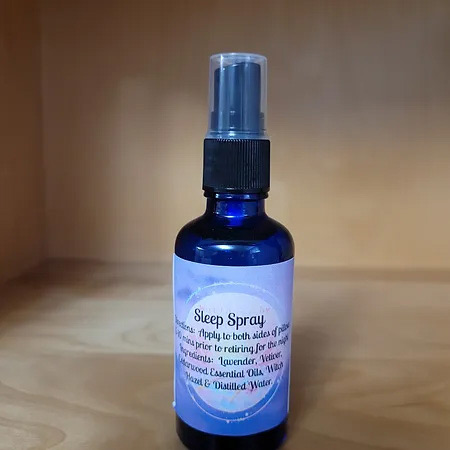 Sleep Spray
Apply to both sides of pillow
mins prior to retiring for the night
Ingredients: Lavender, Vetiver,
Cedarwood Essential Oils, Witch
Hazel & Distilled Water.